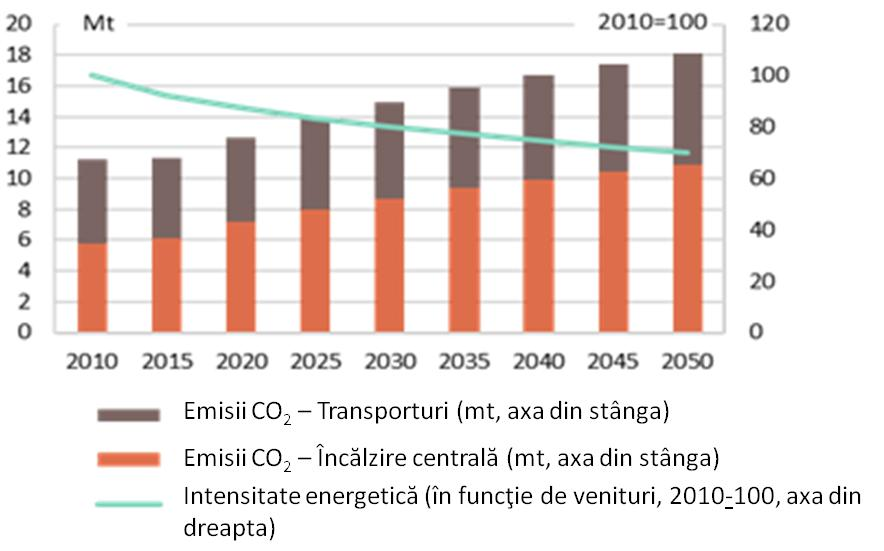 Mt 2010=100
20 120
18
16 100
14
12 80
10 60
8
6 40
4
2 20
0 0
2010 2015 2020 2025 2030 2035 2040 2045 2050
Emisii CO₂ – Transporturi (mt, axa din stânga)
Emisii CO₂ – Încălzire centrală (mt, axa din stânga)
Intensitate energetică (în funcţie de venituri, 2010-100, axa din
dreapta)